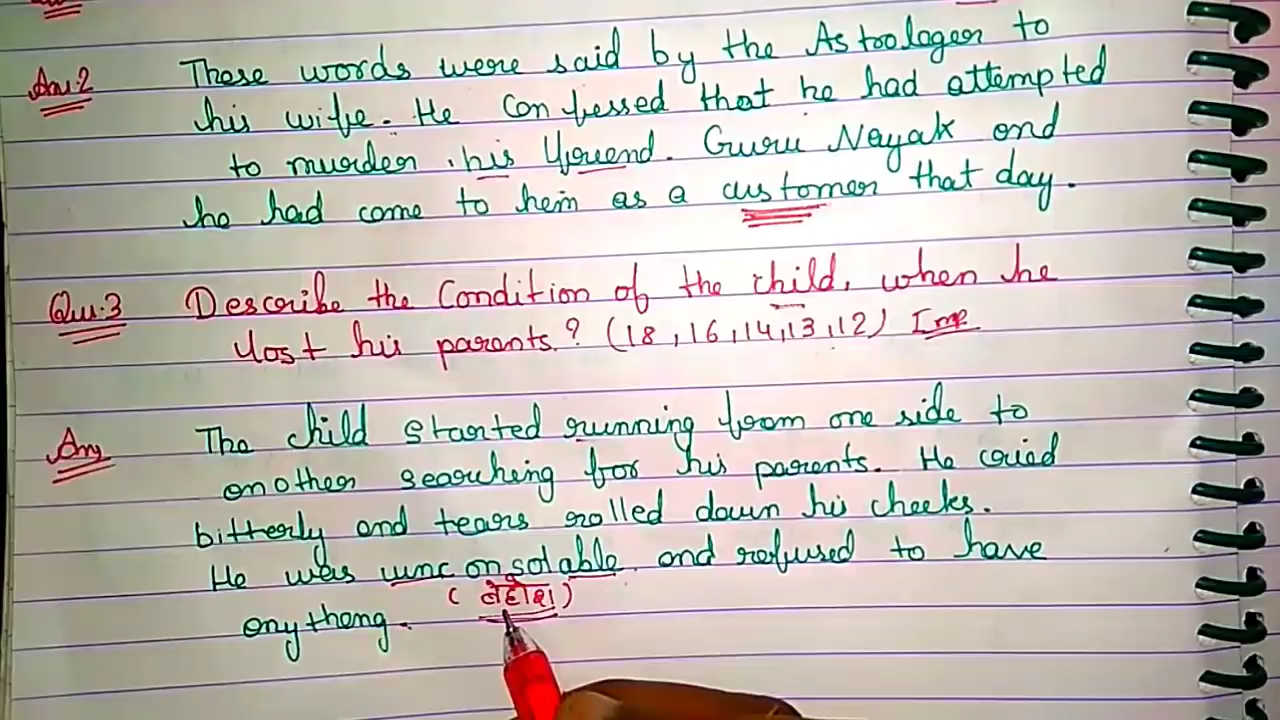 Ans.2 These words were said by the Astrologer to
his wife. He confessed that he had attempted
to murder his friend. Guru Nayak and
he had come to him as a customer that day.
Qu.3 Describe the Condition of the child, when he
lost his parents? (18, 16, 14, 13, 12) Imp
Ans The child started running from one side to
another searching for his parents. He cried
bitterly and tears rolled down his cheeks.
He was unconsolable and refused to have
(बेहोश)
anything.